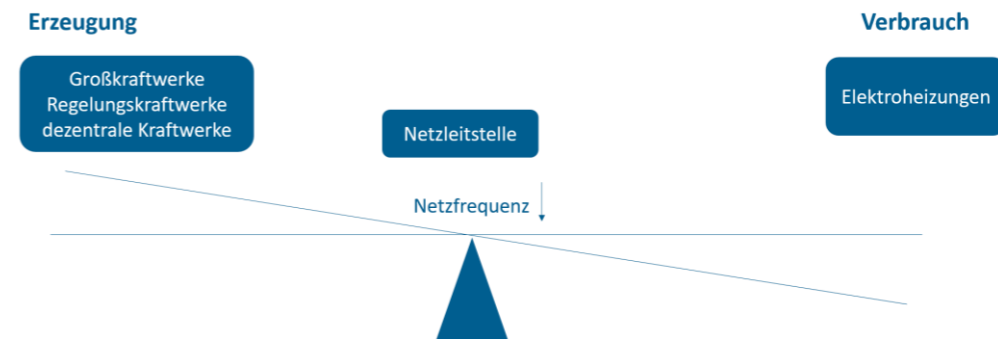 Erzeugung
Verbrauch
Großkraftwerke
Regelungskraftwerke
dezentrale Kraftwerke
Netzleitstelle
Elektroheizungen
Netzfrequenz